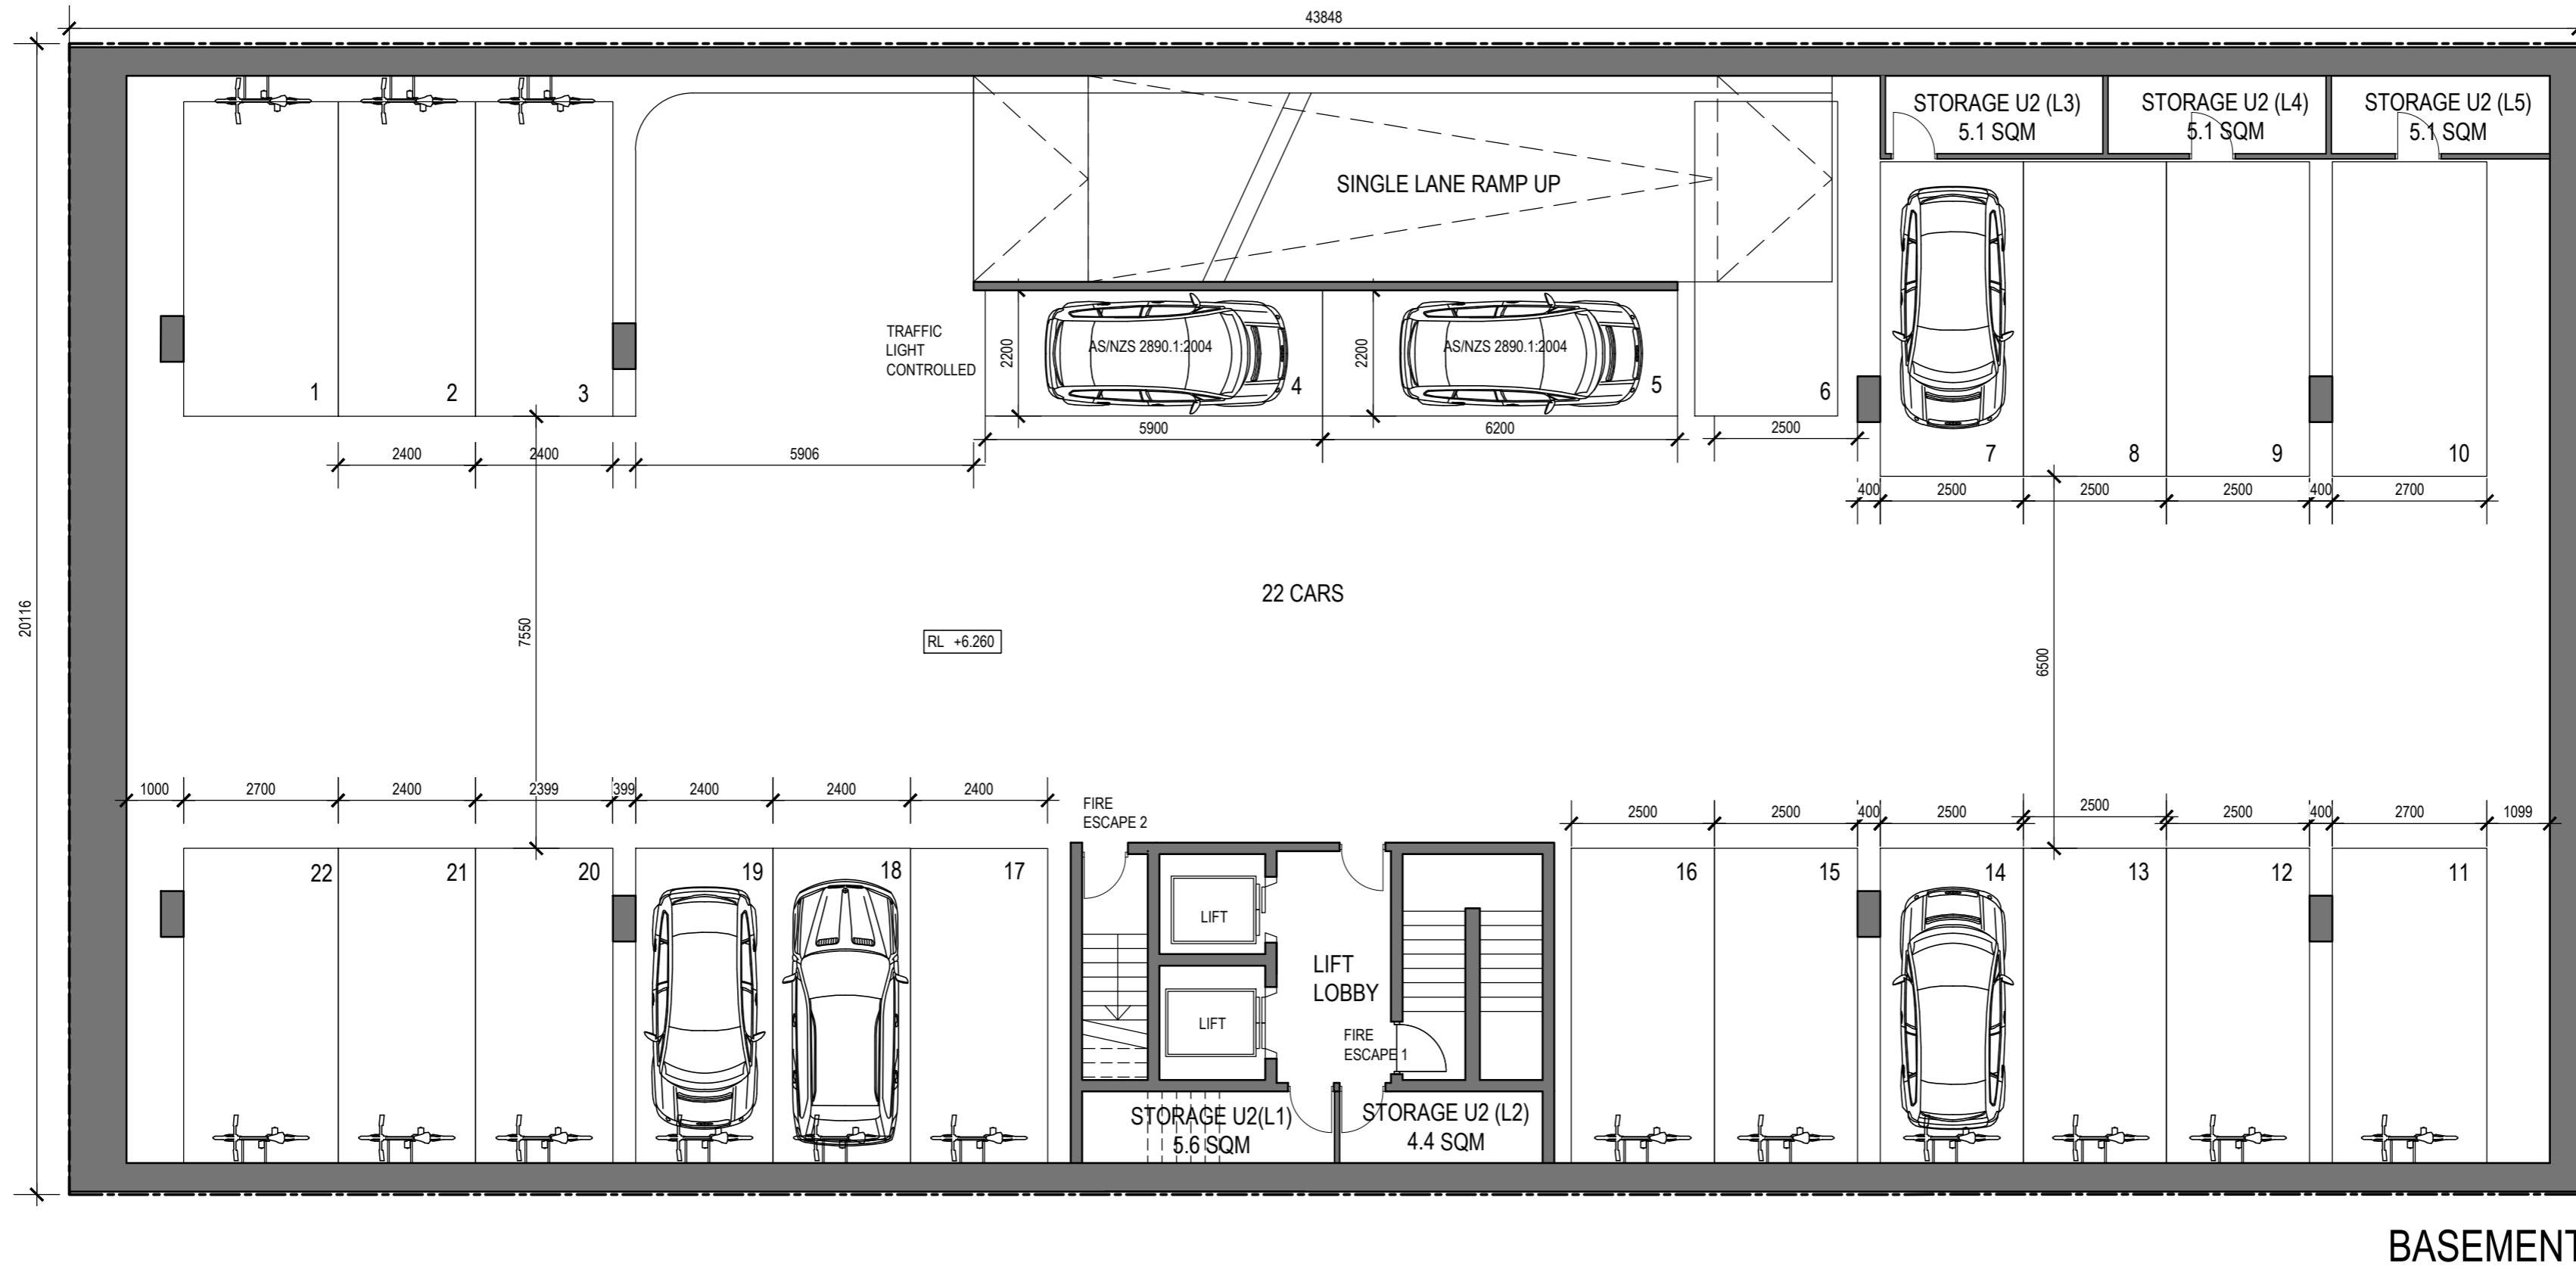 43848
STORAGE U2 (L3)
5.1 SQM
STORAGE U2 (L4)
5.1 SQM
STORAGE U2 (L5)
5.1 SQM
SINGLE LANE RAMP UP
TRAFFIC
LIGHT
CONTROLLED
2200
AS/NZS 2890.1:2004
4
2200
AS/NZS 2890.1:2004
5
1
2
3
6
5900
6200
2500
2400
2400
5906
7
8
9
10
400
2500
2500
2500
400
2700
22 CARS
20116
7550
RL +6.260
6500
1000
2700
2400
2399
399
2400
2400
2400
FIRE
ESCAPE 2
2500
2500
400
2500
2500
2500
400
2700
1099
22
21
20
19
18
17
16
15
14
13
12
11
LIFT
LIFT
LOBBY
LIFT
FIRE
ESCAPE 1
STORAGE U2(L1)
5.6 SQM
STORAGE U2 (L2)
4.4 SQM
BASEMENT